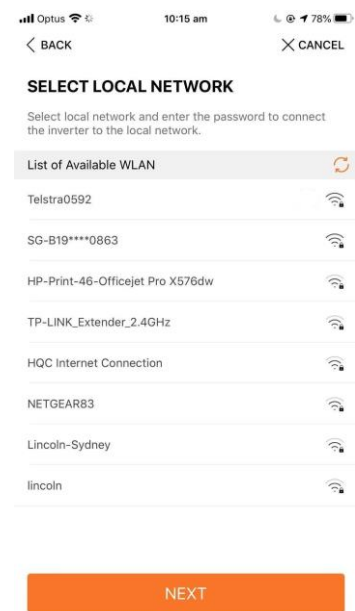 Optus 10:15 am 78%
BACK CANCEL
SELECT LOCAL NETWORK
Select local network and enter the password to connect
the inverter to the local network.
List of Available WLAN
Telstra0592
SG-B19****0863
HP-Print-46-Officejet Pro X576dw
TP-LINK_Extender_2.4GHz
HQC Internet Connection
NETGEAR83
Lincoln-Sydney
lincoln
NEXT